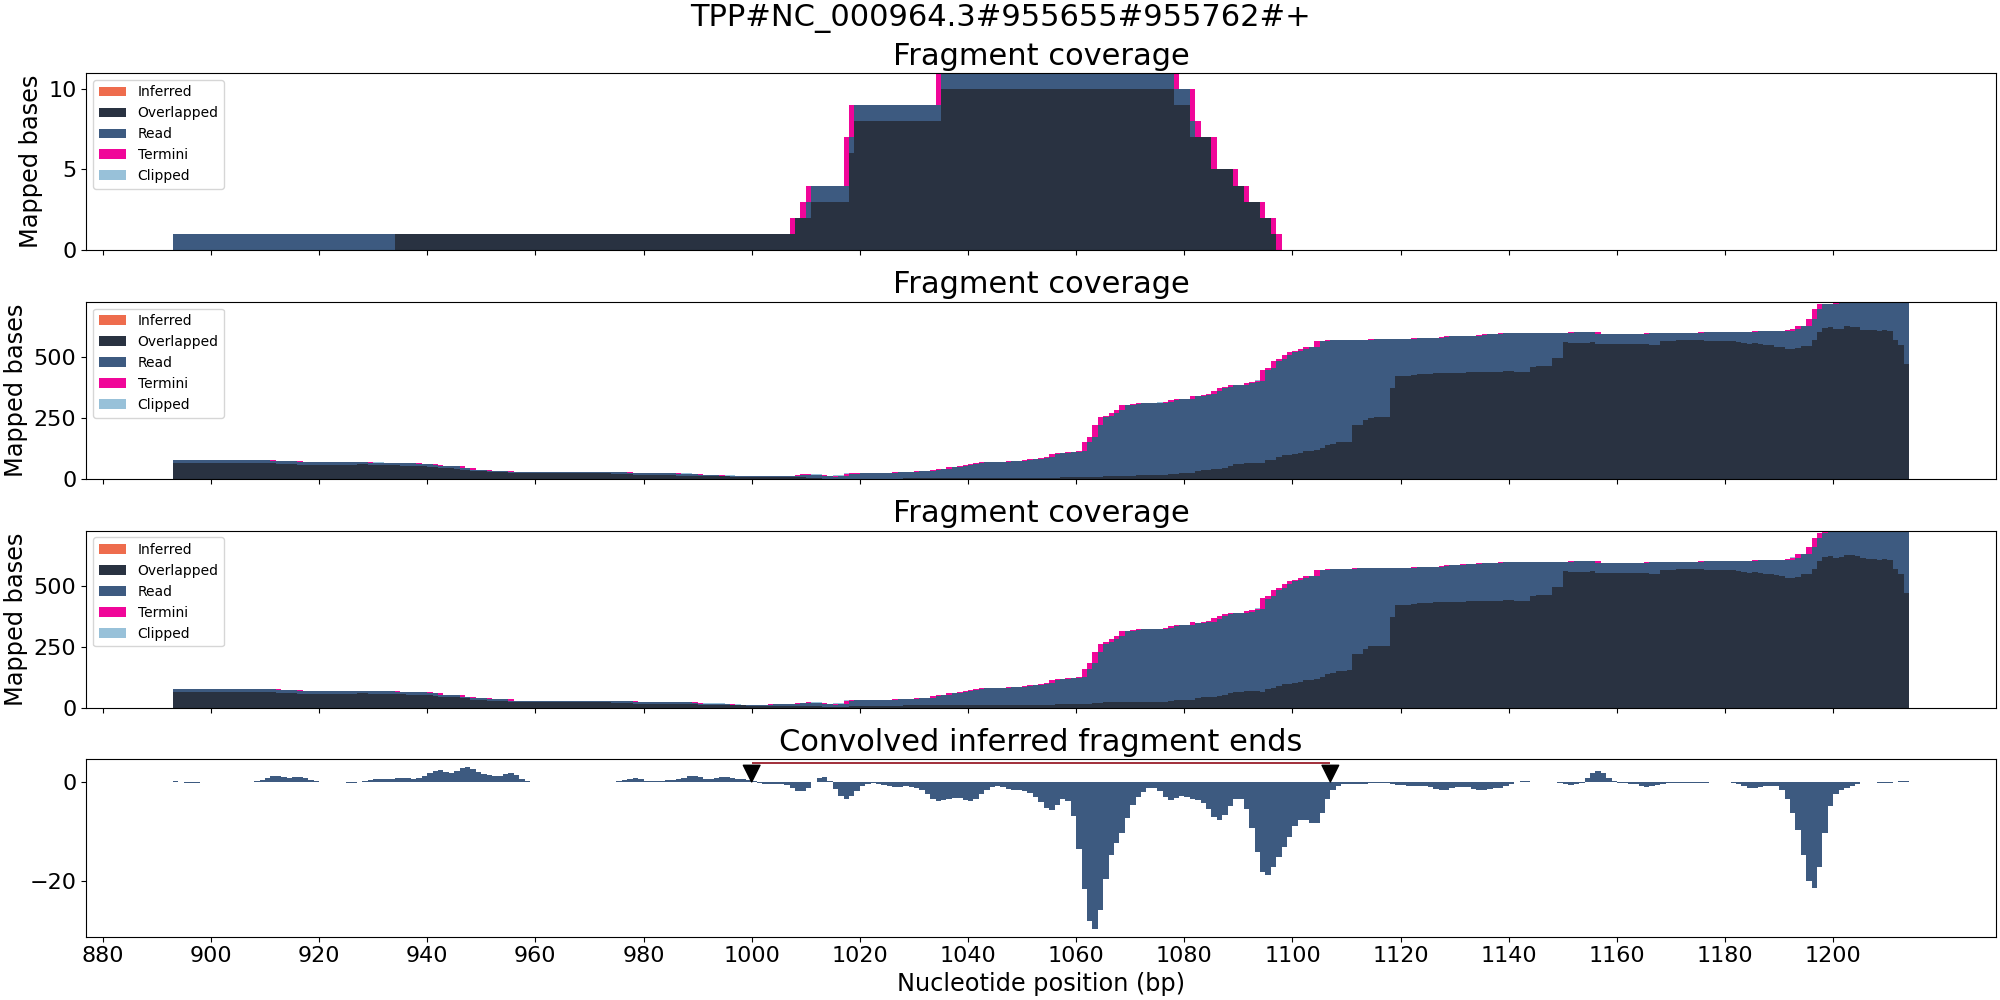 TPP#NC_000964.3#955655#955762#+
Fragment coverage
Mapped bases
10
5
0
Inferred
Overlapped
Read
Termini
Clipped
Fragment coverage
Mapped bases
500
250
0
Inferred
Overlapped
Read
Termini
Clipped
Fragment coverage
Mapped bases
500
250
0
Inferred
Overlapped
Read
Termini
Clipped
Convolved inferred fragment ends
0
−20
880 900 920 940 960 980 1000 1020 1040 1060 1080 1100 1120 1140 1160 1180 1200
Nucleotide position (bp)